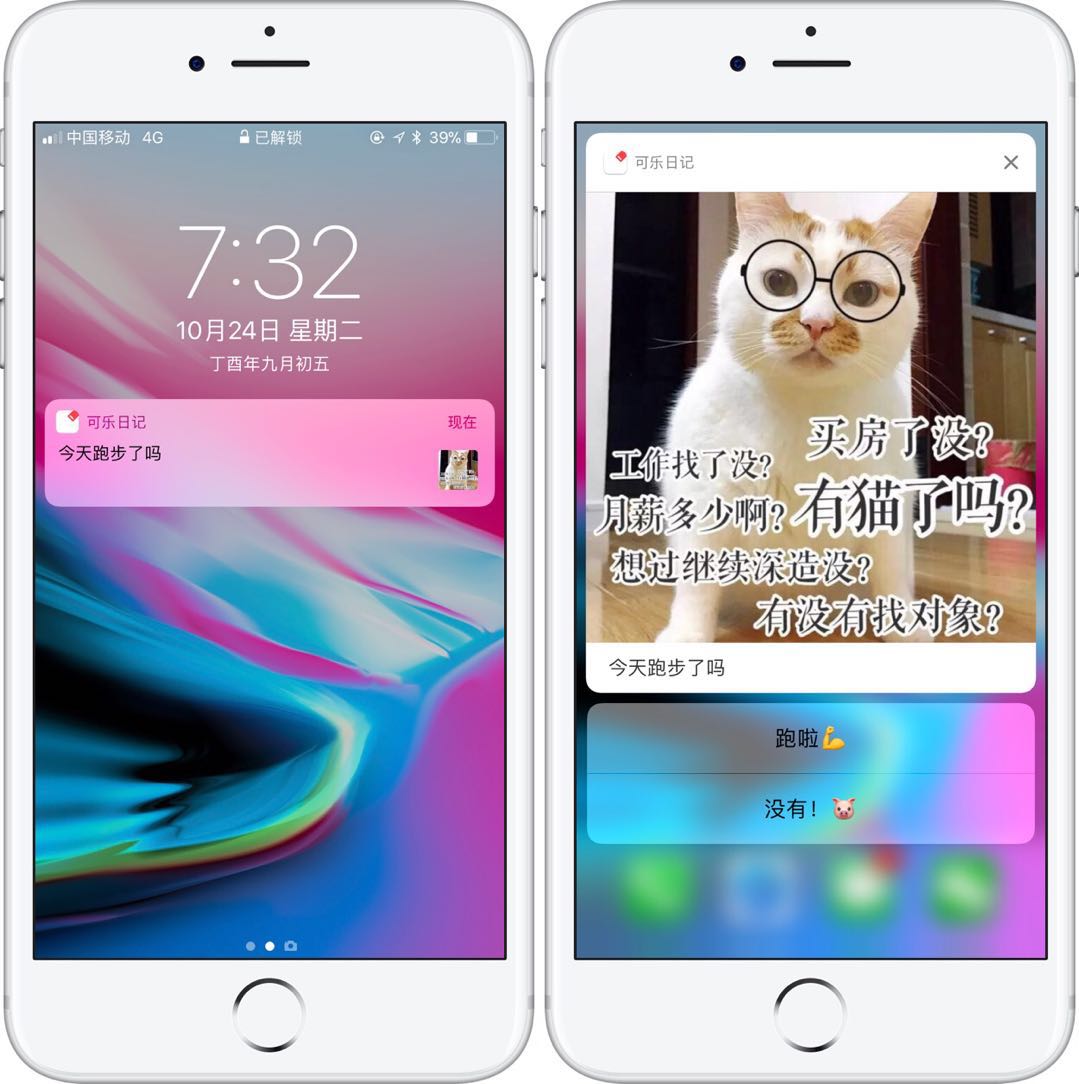 中国移动 4G 已解锁 39%
7:32
10月24日 星期二
丁酉年九月初五
可乐日记 现在
今天跑步了吗
可乐日记
买房了没?
工作找了没?
月薪多少啊? 有猫了吗?
想过继续深造没?
有没有找对象?
今天跑步了吗
跑啦💪
没有! 🐷